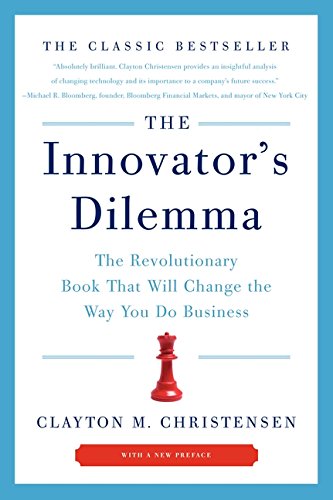 THE CLASSIC BESTSELLER
"Absolutely brilliant. Clayton Christensen provides an insightful analysis
of changing technology and its importance to a company's future success."
—Michael R. Bloomberg, founder, Bloomberg Financial Markets, and mayor of New York City
THE
Innovator's
Dilemma
The Revolutionary
Book That Will Change the
Way You Do Business
CLAYTON M. CHRISTENSEN
WITH A NEW PREFACE